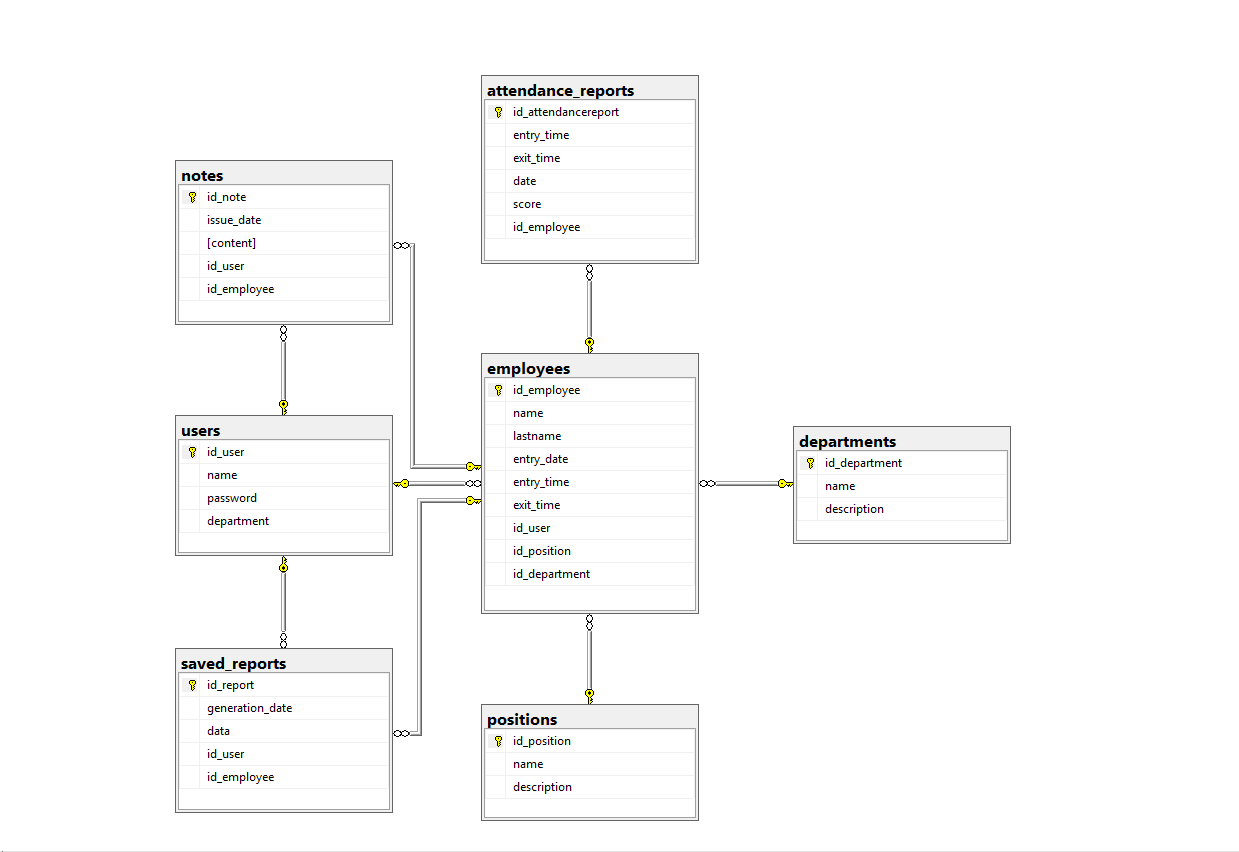 attendance_reports
id_attendancereport
entry_time
exit_time
date
score
id_employee
notes
id_note
issue_date
[content]
id_user
id_employee
users
id_user
name
password
department
employees
id_employee
name
lastname
entry_date
entry_time
exit_time
id_user
id_position
id_department
departments
id_department
name
description
saved_reports
id_report
generation_date
data
id_user
id_employee
positions
id_position
name
description